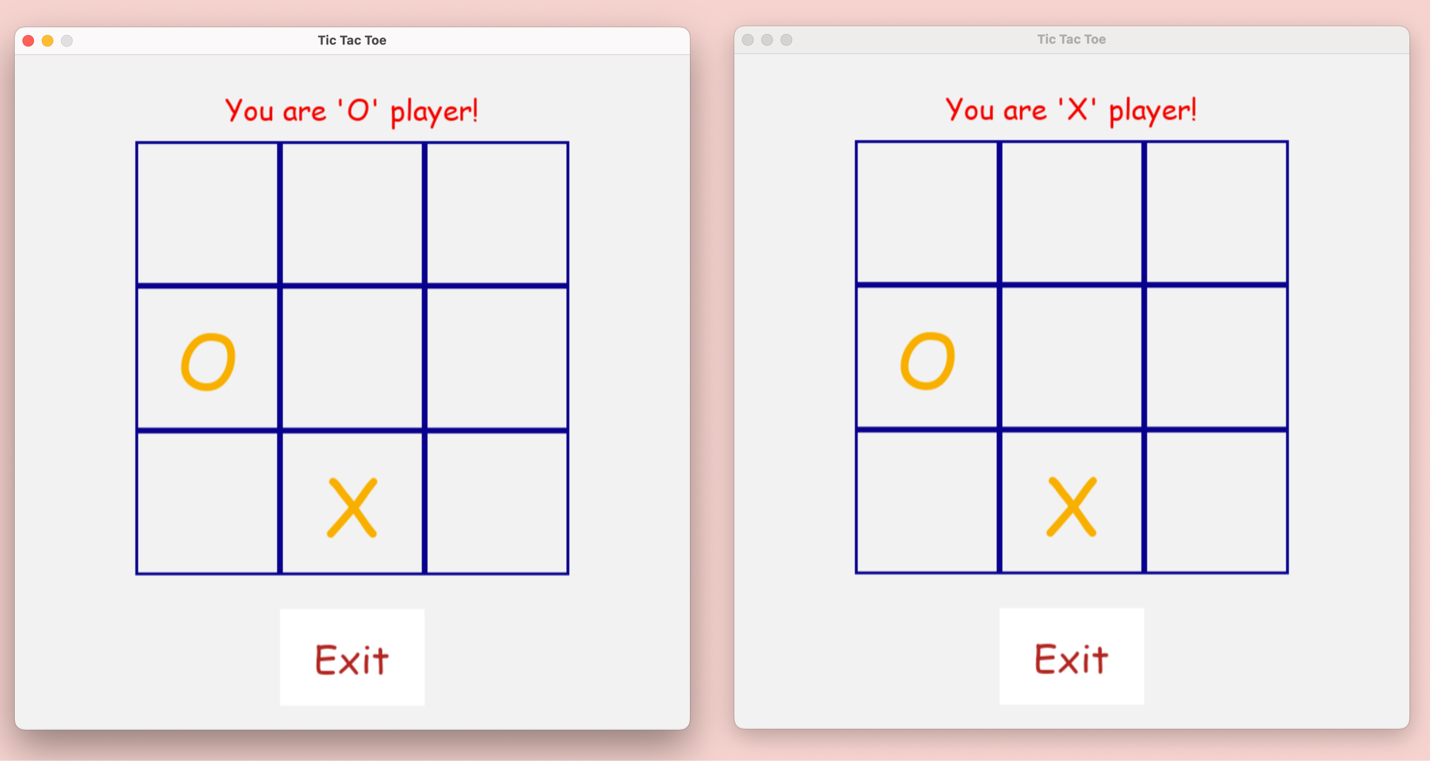 Tic Tac Toe
You are 'O' player!
O
X
Exit
Tic Tac Toe
You are 'X' player!
O
X
Exit